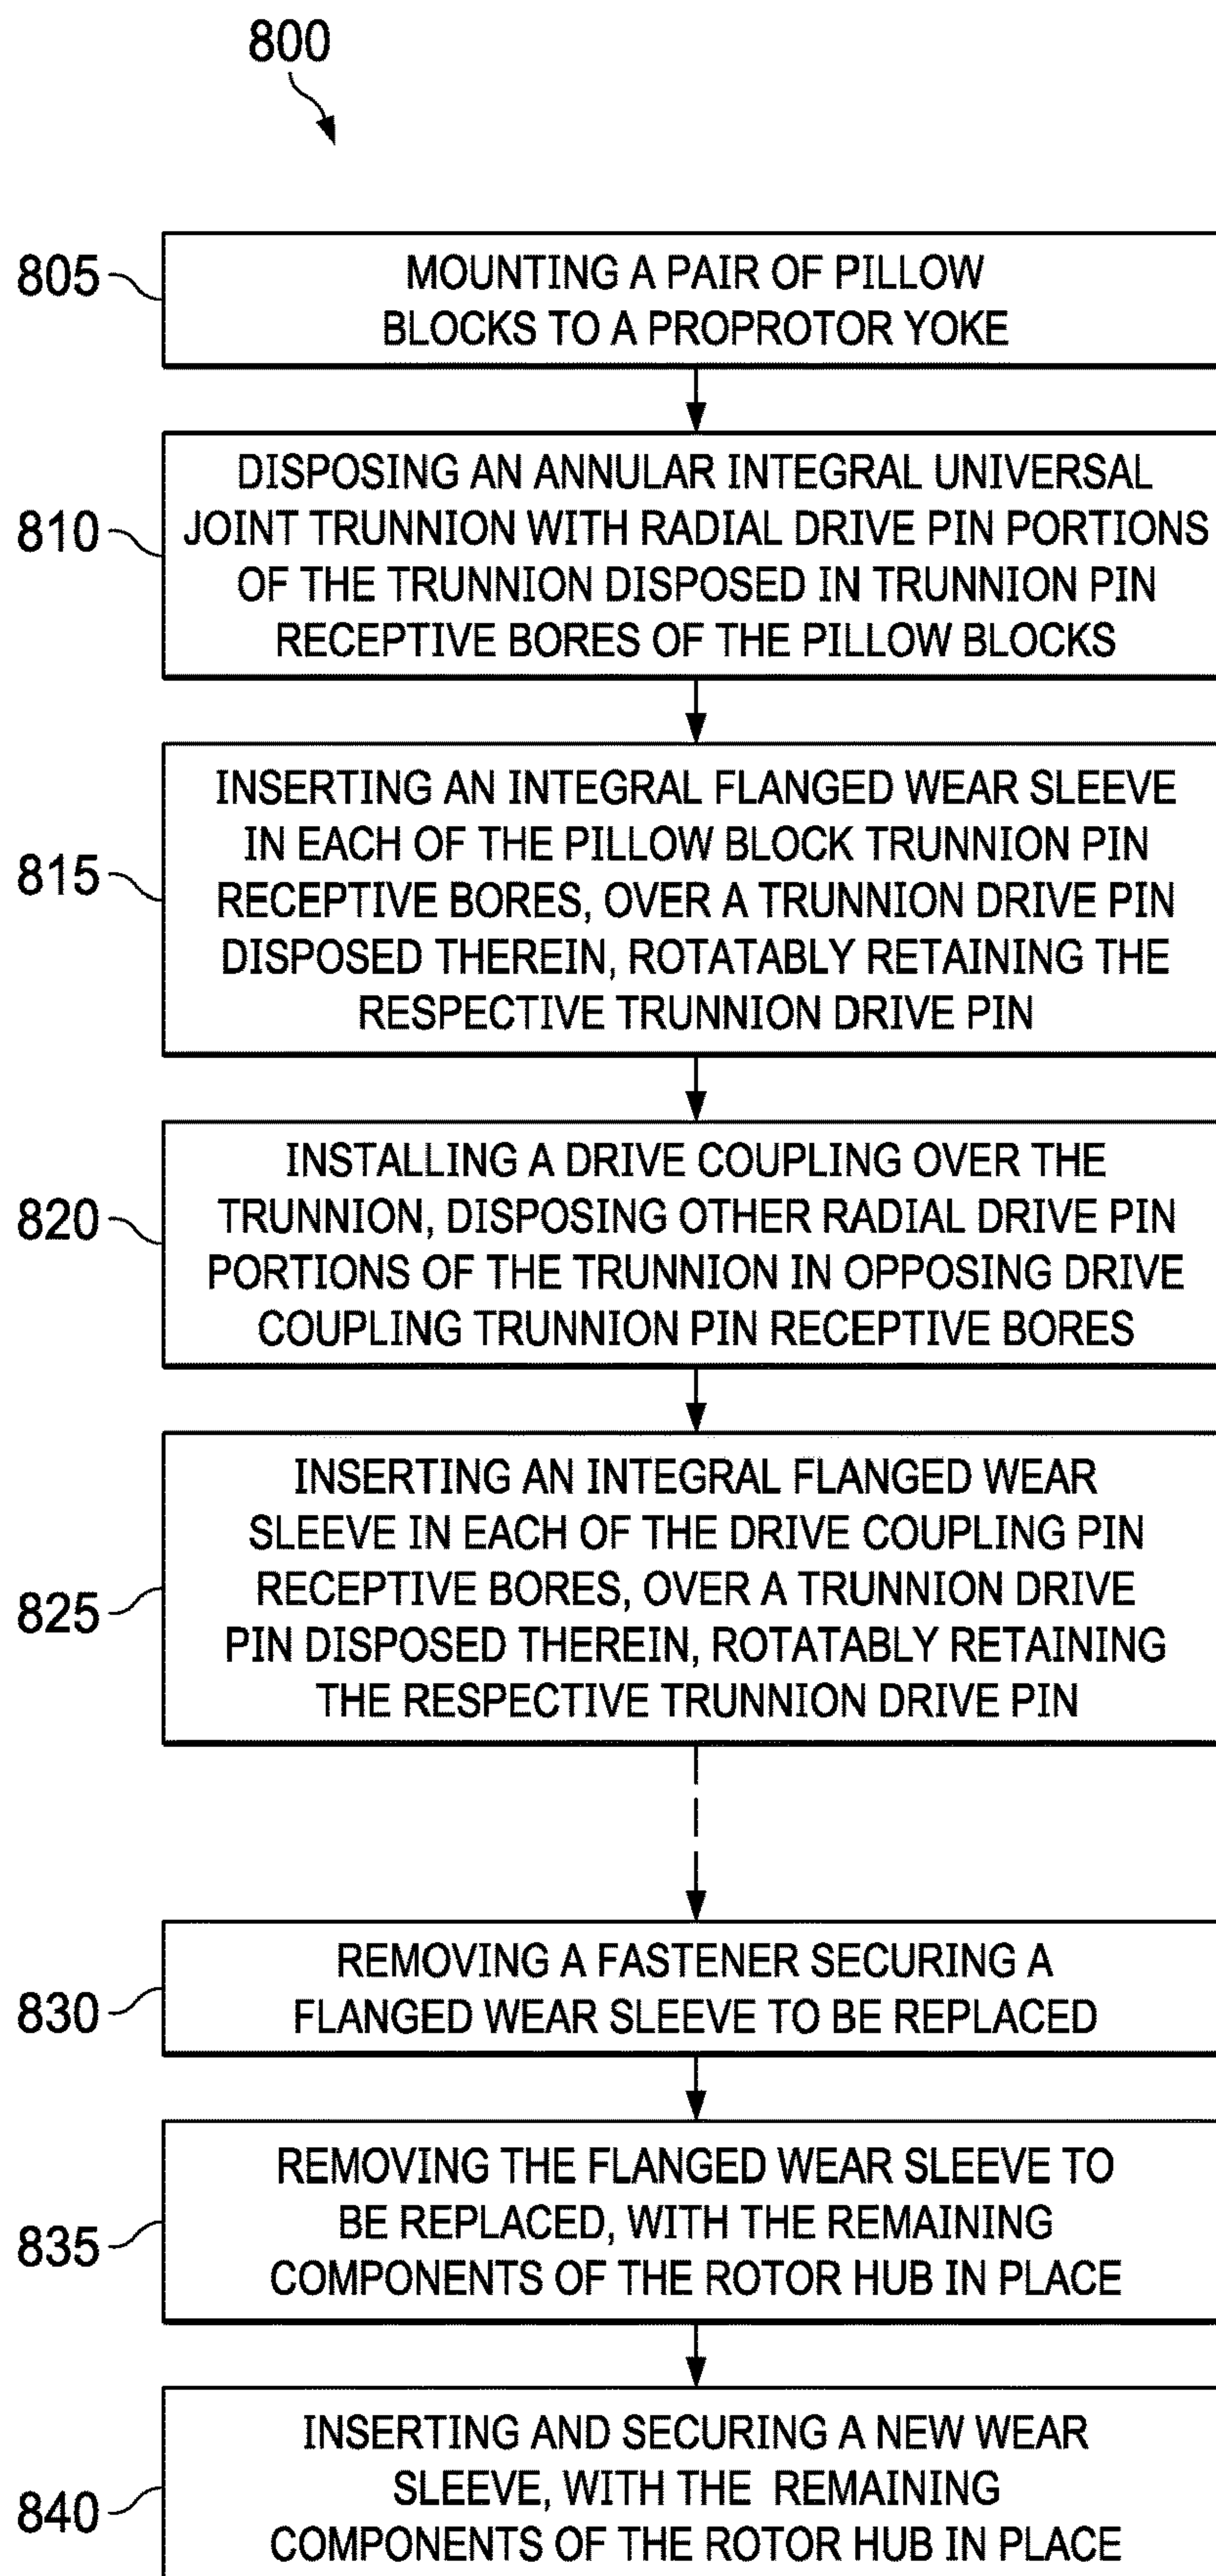 800
805
MOUNTING A PAIR OF PILLOW
BLOCKS TO A PROPROTOR YOKE
810
DISPOSING AN ANNULAR INTEGRAL UNIVERSAL
JOINT TRUNNION WITH RADIAL DRIVE PIN PORTIONS
OF THE TRUNNION DISPOSED IN TRUNNION PIN
RECEPTIVE BORES OF THE PILLOW BLOCKS
815
INSERTING AN INTEGRAL FLANGED WEAR SLEEVE
IN EACH OF THE PILLOW BLOCK TRUNNION PIN
RECEPTIVE BORES, OVER A TRUNNION DRIVE PIN
DISPOSED THEREIN, ROTATABLY RETAINING THE
RESPECTIVE TRUNNION DRIVE PIN
820
INSTALLING A DRIVE COUPLING OVER THE
TRUNNION, DISPOSING OTHER RADIAL DRIVE PIN
PORTIONS OF THE TRUNNION IN OPPOSING DRIVE
COUPLING TRUNNION PIN RECEPTIVE BORES
825
INSERTING AN INTEGRAL FLANGED WEAR
SLEEVE IN EACH OF THE DRIVE COUPLING PIN
RECEPTIVE BORES, OVER A TRUNNION DRIVE
PIN DISPOSED THEREIN, ROTATABLY RETAINING
THE RESPECTIVE TRUNNION DRIVE PIN
830
REMOVING A FASTENER SECURING A
FLANGED WEAR SLEEVE TO BE REPLACED
835
REMOVING THE FLANGED WEAR SLEEVE TO
BE REPLACED, WITH THE REMAINING
COMPONENTS OF THE ROTOR HUB IN PLACE
840
INSERTING AND SECURING A NEW WEAR
SLEEVE, WITH THE REMAINING
COMPONENTS OF THE ROTOR HUB IN PLACE